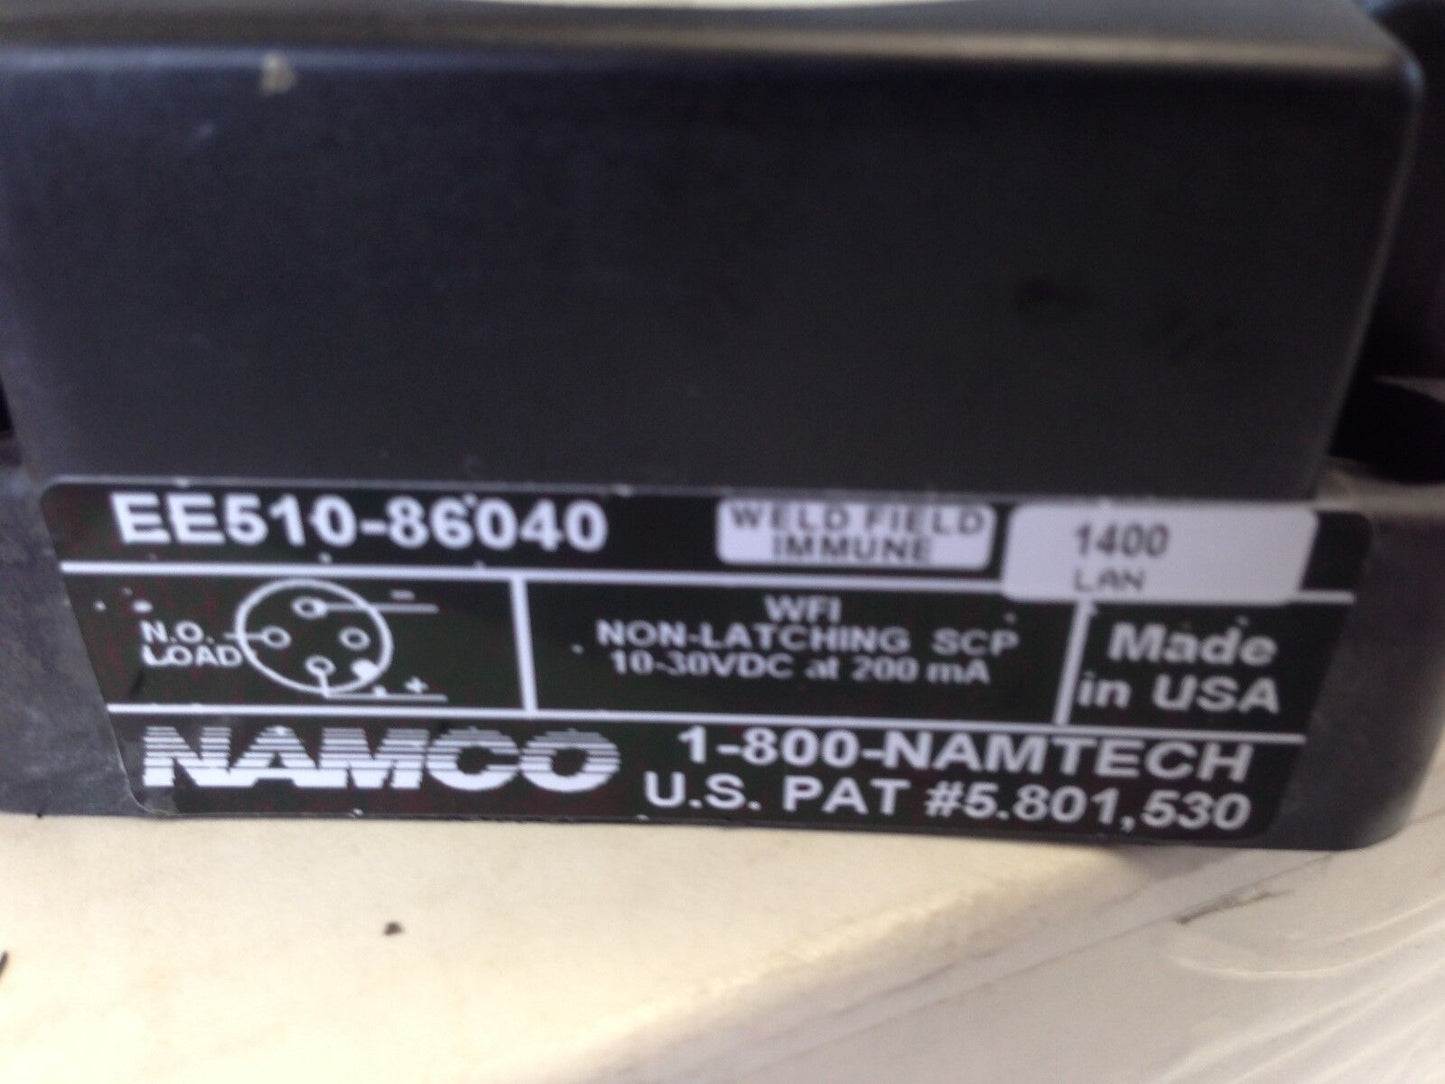 EE510-86040
WELD FIELD
IMMUNE
1400
LAN
N.O.
LOAD
-
+
WFI
NON-LATCHING SCP
10-30VDC at 200 mA
Made
in USA
NAMCO
1-800-NAMTECH
U.S. PAT #5.801,530